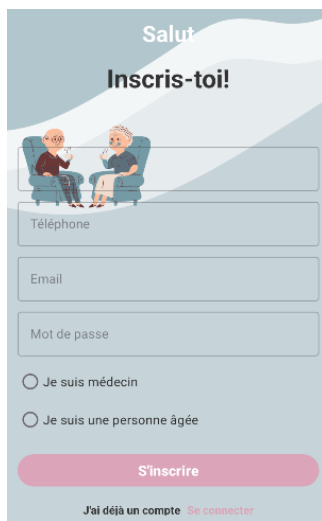 Salut
Inscris-toi!
Téléphone
Email
Mot de passe
Je suis médecin
Je suis une personne âgée
S'inscrire
J'ai déjà un compte Se connecter